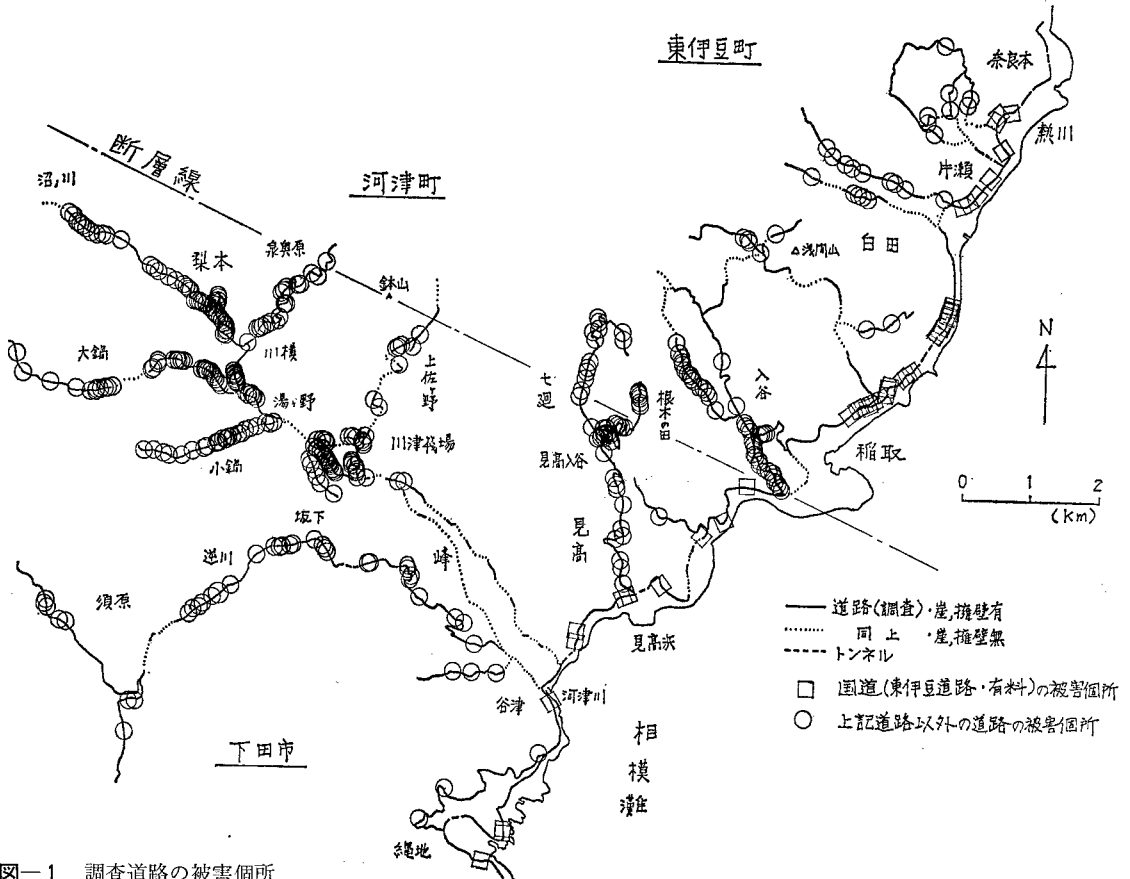 東伊豆町
奈良本
熱川
片瀬
白田
断層線
河津町
沼ノ川
梨本
泉奥原
鉢山
△浅間山
N
大鍋
川横
上佐野
七廻
根木の田
入谷
湯ヶ野
川津筏場
見高入谷
稲取
小鍋
0 1 2
(Km)
坂下
峰
見高
逆川
須原
道路(調査)・崖,擁壁有
同上 ・崖,擁壁無
トンネル
見高浜
国道(東伊豆道路・有料)の被害個所
谷津
河津川
上記道路以外の道路の被害個所
下田市
相模灘
縄地
図―1 調査道路の被害個所